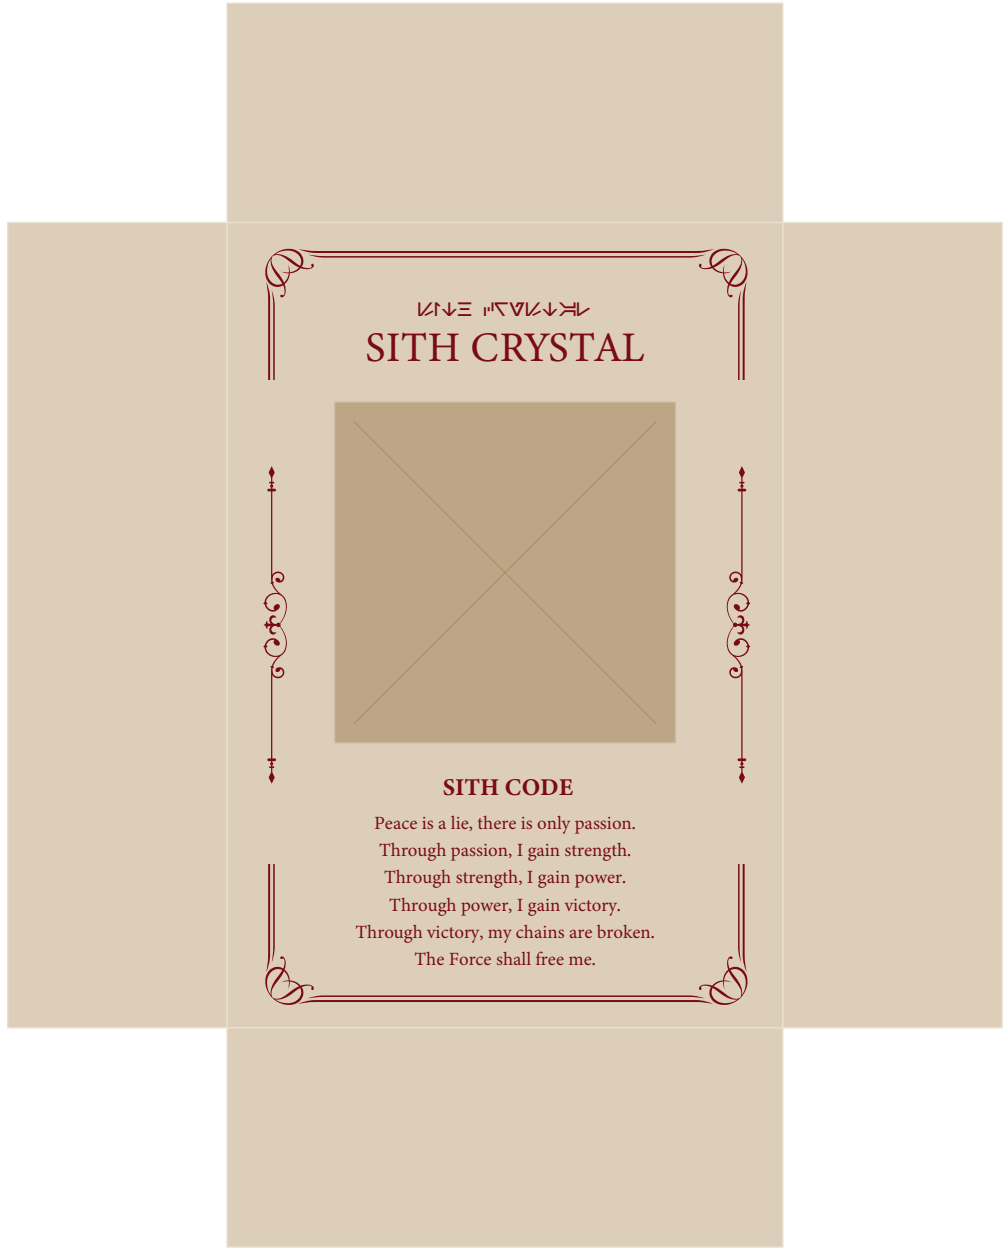 SITH CRYSTAL
SITH CODE
Peace is a lie, there is only passion.
Through passion, I gain strength.
Through strength, I gain power.
Through power, I gain victory.
Through victory, my chains are broken.
The Force shall free me.